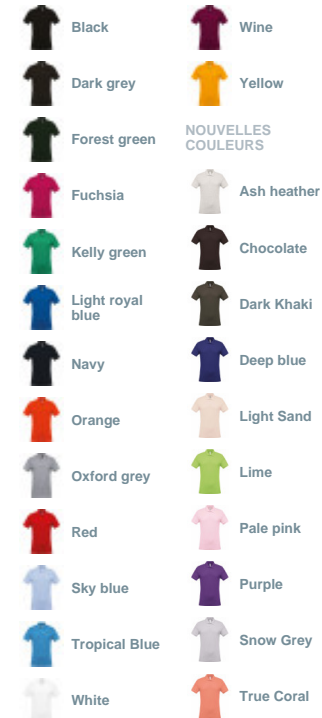 Black
Dark grey
Forest green
Fuchsia
Kelly green
Light royal
blue
Navy
Orange
Oxford grey
Red
Sky blue
Tropical Blue
White
Wine
Yellow
NOUVELLES
COULEURS
Ash heather
Chocolate
Dark Khaki
Deep blue
Light Sand
Lime
Pale pink
Purple
Snow Grey
True Coral